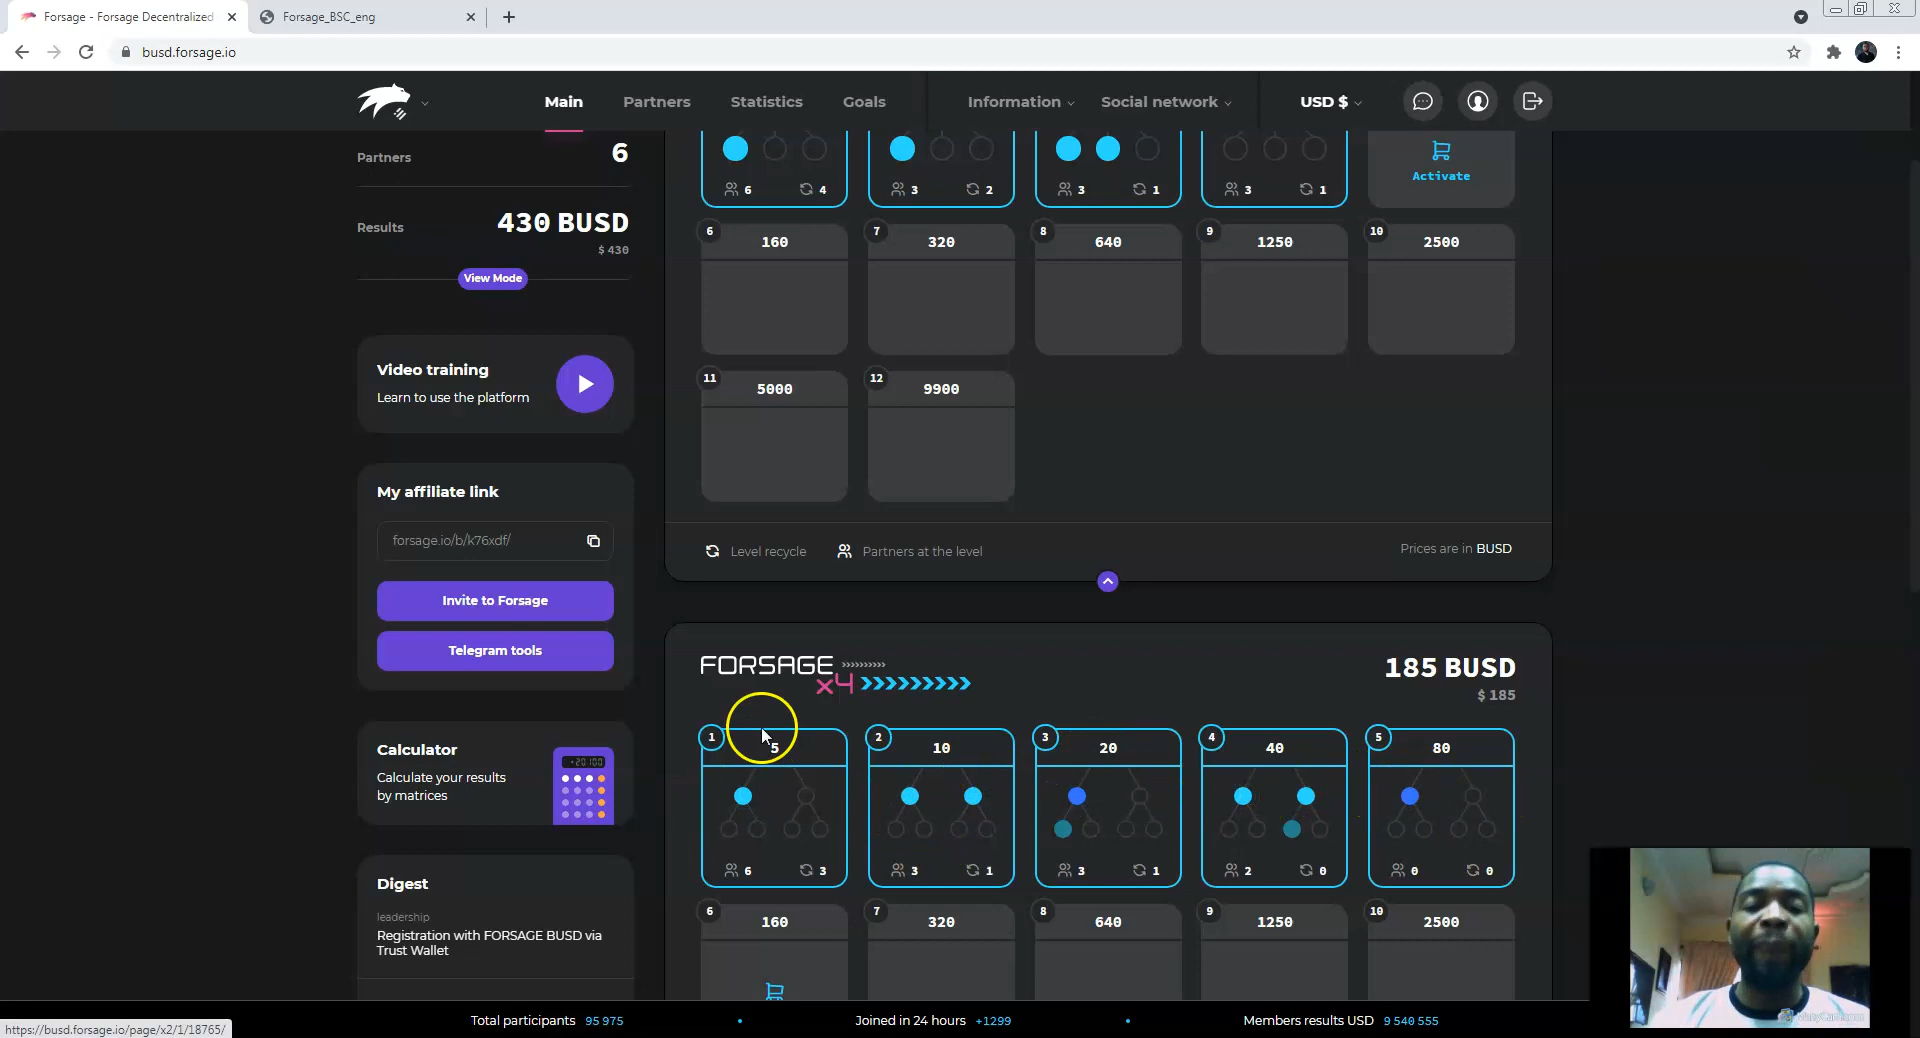 Forsage - Forsage Decentralized
Forsage_BSC_eng
busd.forsage.io
Main
Partners
Statistics
Goals
Information
Social network
USD $
Partners
6
Results
430 BUSD
$ 430
View Mode
Video training
Learn to use the platform
My affiliate link
forsage.io/b/k76xdf/
Invite to Forsage
Telegram tools
Calculator
Calculate your results
by matrices
Digest
leadership
Registration with FORSAGE BUSD via
Trust Wallet
6 4
3 2
3 1
3 1
Activate
6 160
7 320
8 640
9 1250
10 2500
11 5000
12 9900
Level recycle
Partners at the level
Prices are in BUSD
FORSAGE
x4
185 BUSD
$ 185
1 5
2 10
3 20
4 40
5 80
6 3
3 1
3 1
2 0
0 0
6 160
7 320
8 640
9 1250
10 2500
Total participants 95 975
Joined in 24 hours +1299
Members results USD 9 540 555
https://busd.forsage.io/page/x2/1/18765/